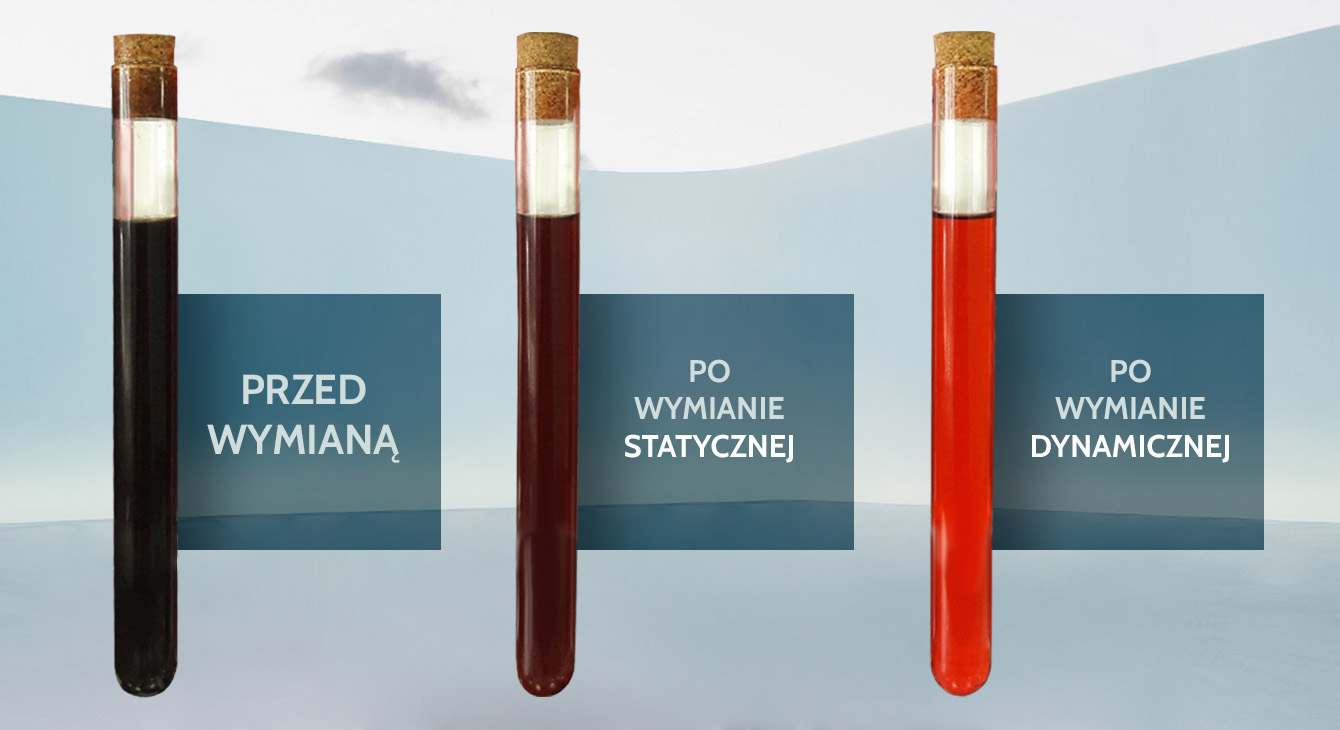 PRZED
WYMIANĄ
PO
WYMIANIE
STATYCZNEJ
PO
WYMIANIE
DYNAMICZNEJ